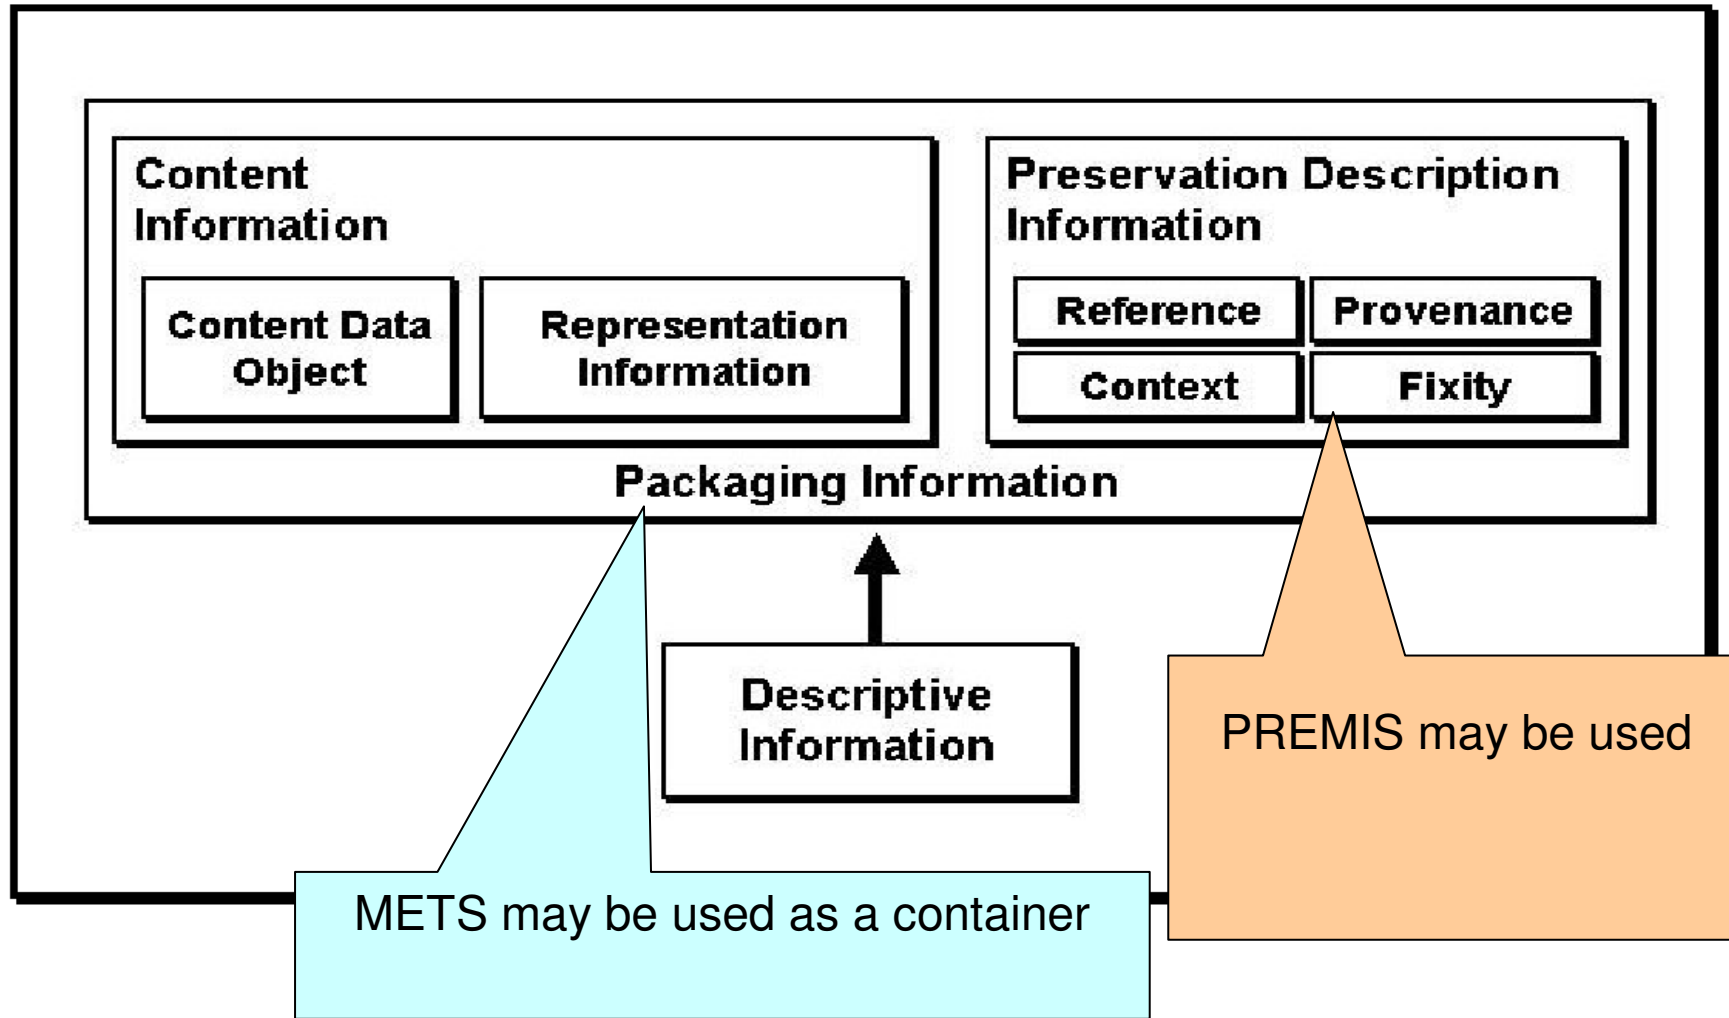 Content
Information
Content Data
Object
Representation
Information
Preservation Description
Information
Reference
Provenance
Context
Fixity
Packaging Information
Descriptive
Information
PREMIS may be used
METS may be used as a container